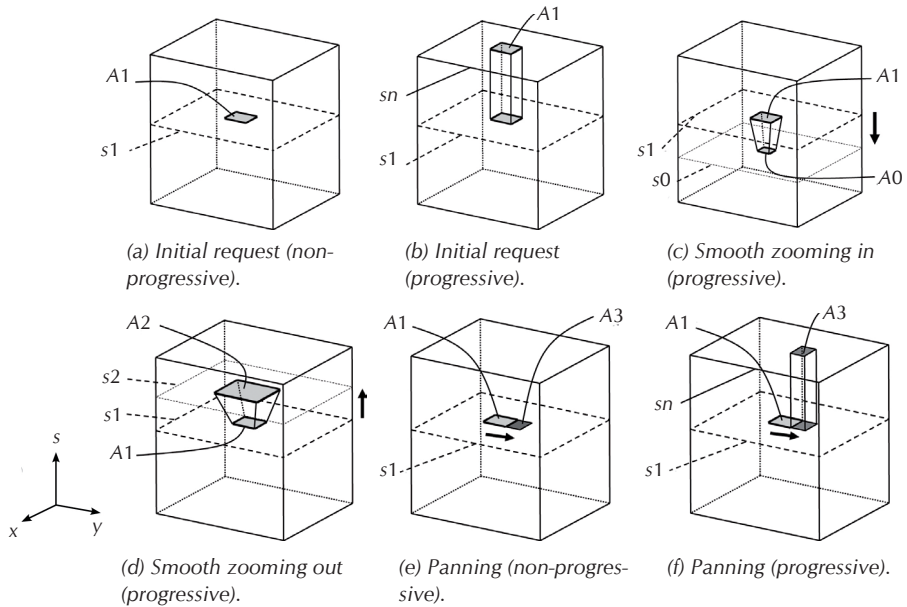 A1
s1
(a) Initial request (non-
progressive).
A1
sn
s1
(b) Initial request
(progressive).
A1
s1
s0
A0
(c) Smooth zooming in
(progressive).
A2
s2
s1
A1
s
x
y
(d) Smooth zooming out
(progressive).
A1
A3
s1
(e) Panning (non-progres-
sive).
A1
A3
sn
s1
(f) Panning (progressive).